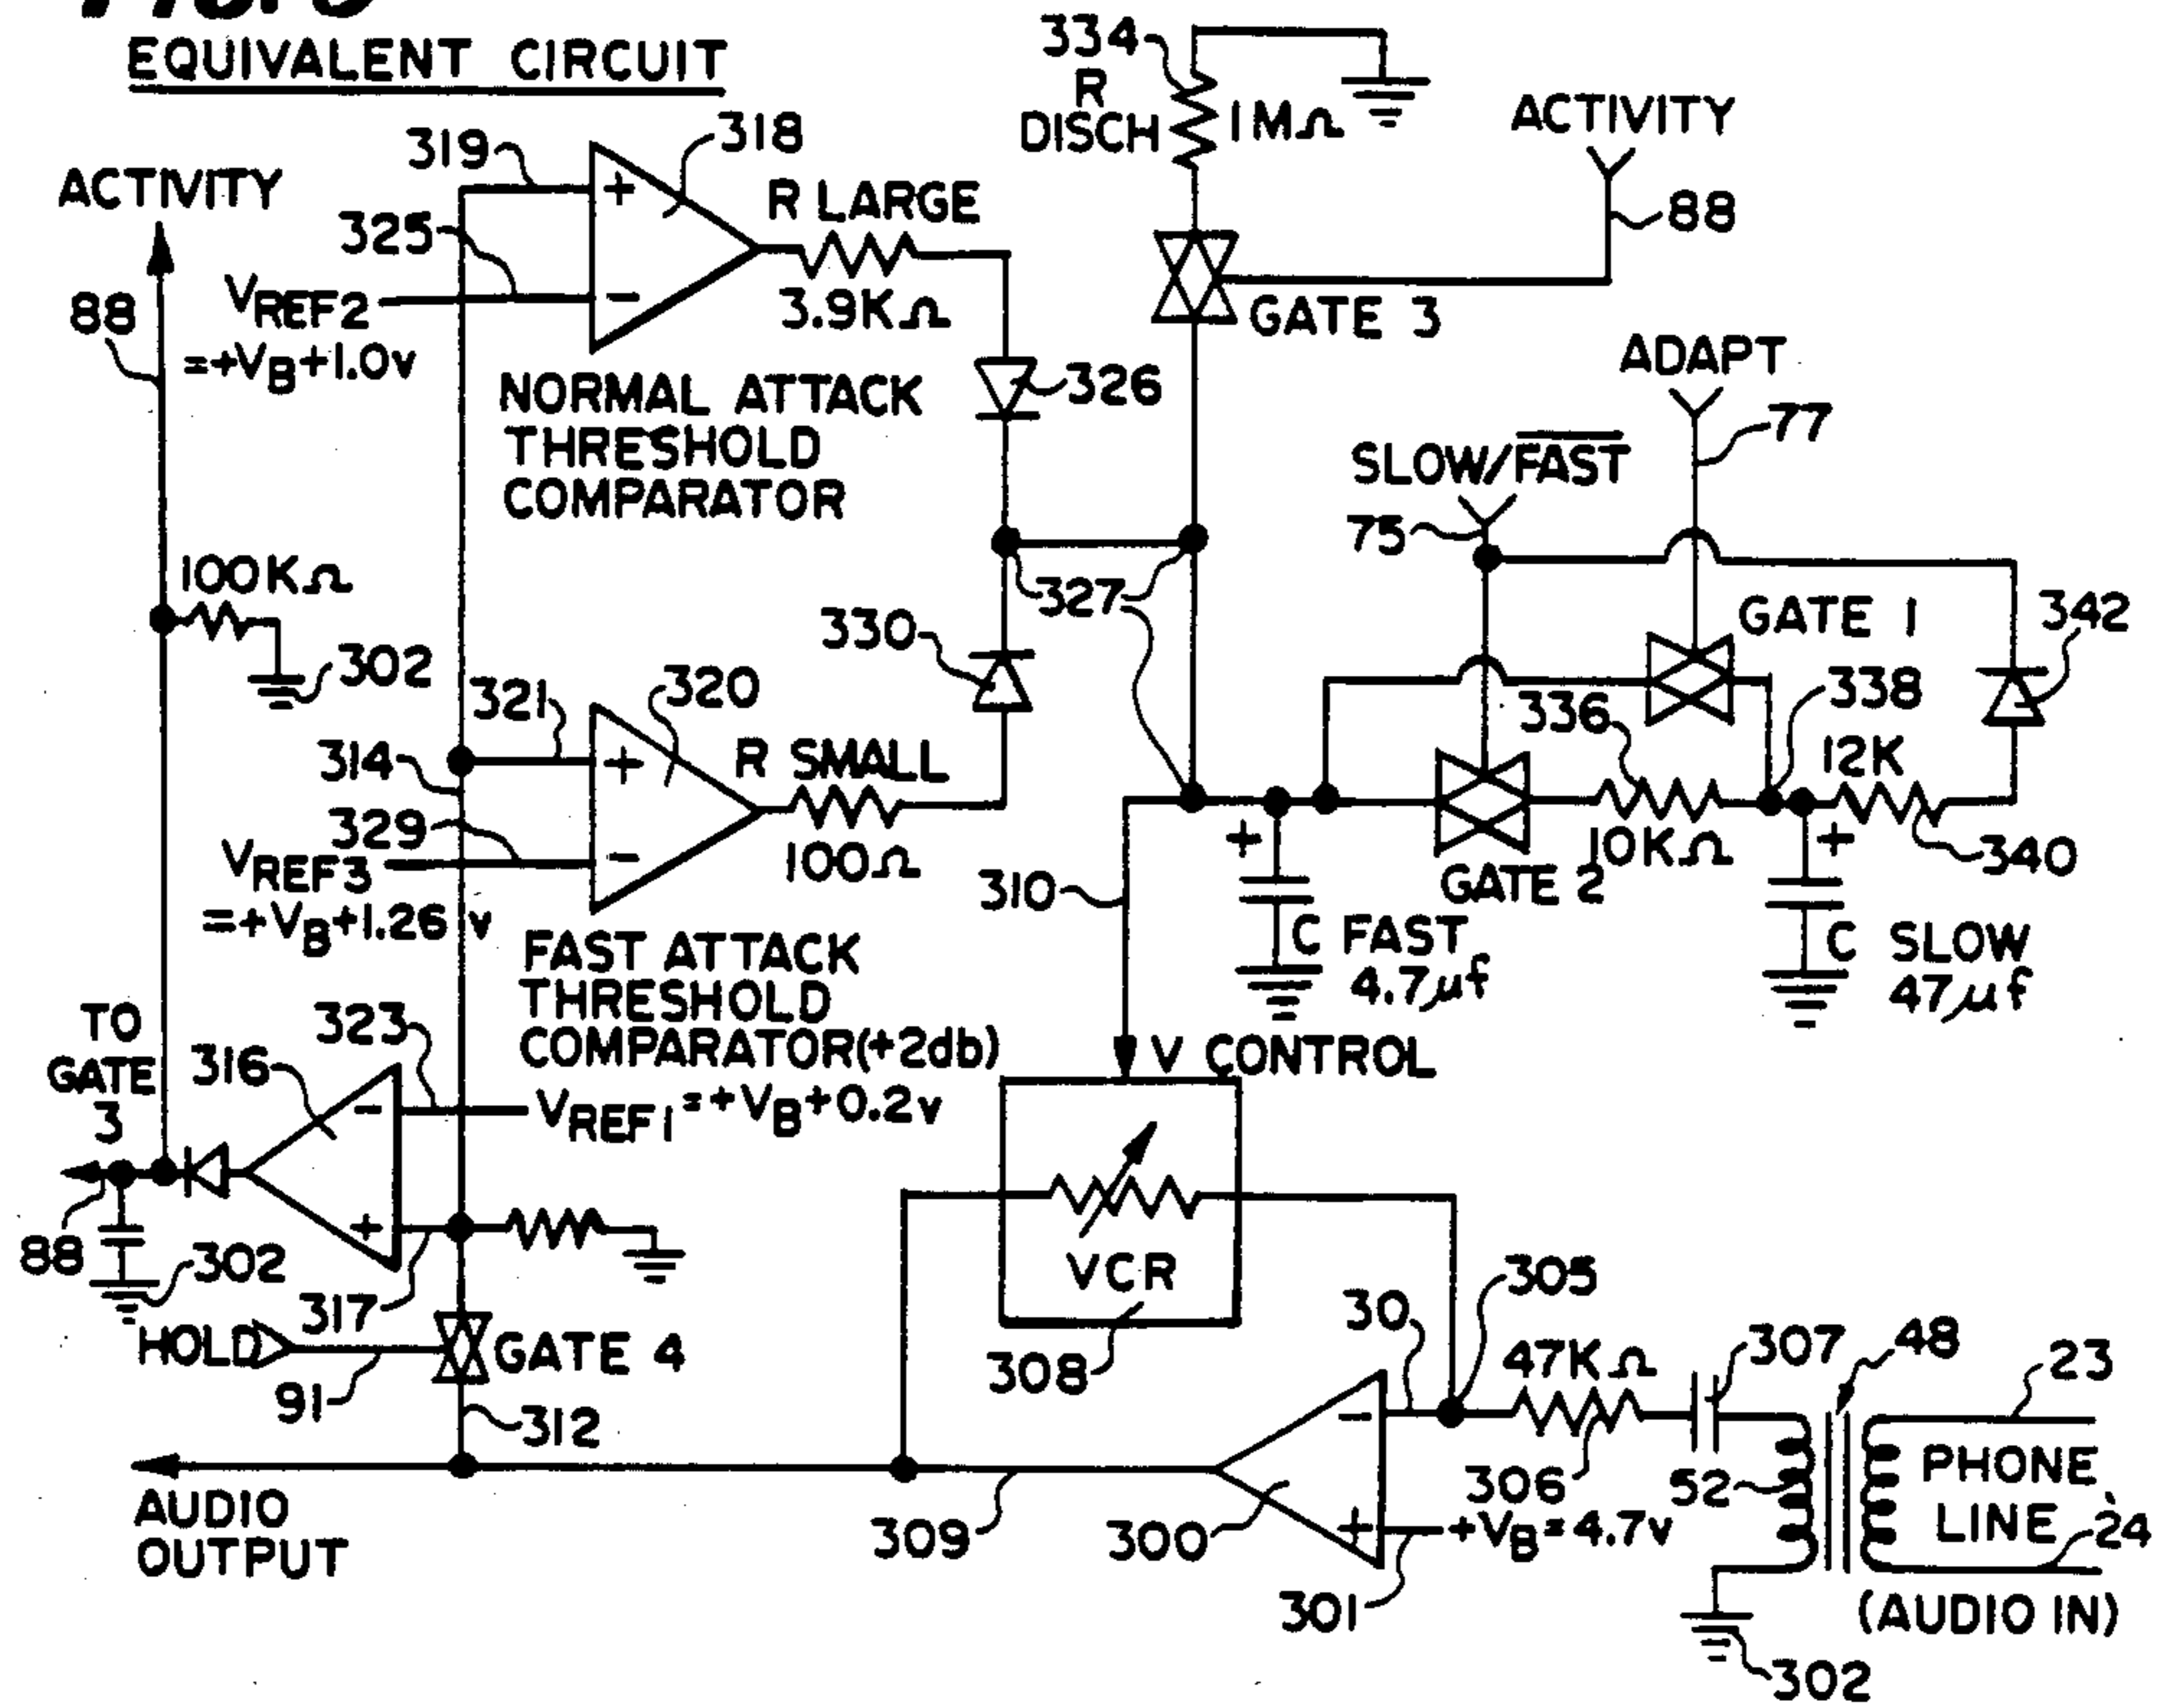 EQUIVALENT CIRCUIT
334
R
DISCH
1MΩ
ACTIVITY
88
319
318
ACTIVITY
R LARGE
325
3.9KΩ
GATE 3
88
VREF2
=+VB+1.0v
326
ADAPT
77
NORMAL ATTACK
THRESHOLD
COMPARATOR
SLOW/FAST
75
100KΩ
327
330
GATE 1
342
302
321
320
336
338
314
R SMALL
12K
329
100Ω
10KΩ
340
VREF3
=+VB+1.26 v
310
+
GATE 2
+
C FAST
4.7µf
C SLOW
47µf
FAST ATTACK
THRESHOLD
COMPARATOR(+2db)
TO
GATE
3
323
316
V CONTROL
VREF1=+VB+0.2v
88
302
317
VCR
305
HOLD
GATE 4
308
30
47KΩ
307
48
23
91
312
306
52
PHONE
LINE
24
AUDIO
OUTPUT
309
300
+VB=4.7v
301
(AUDIO IN)
302